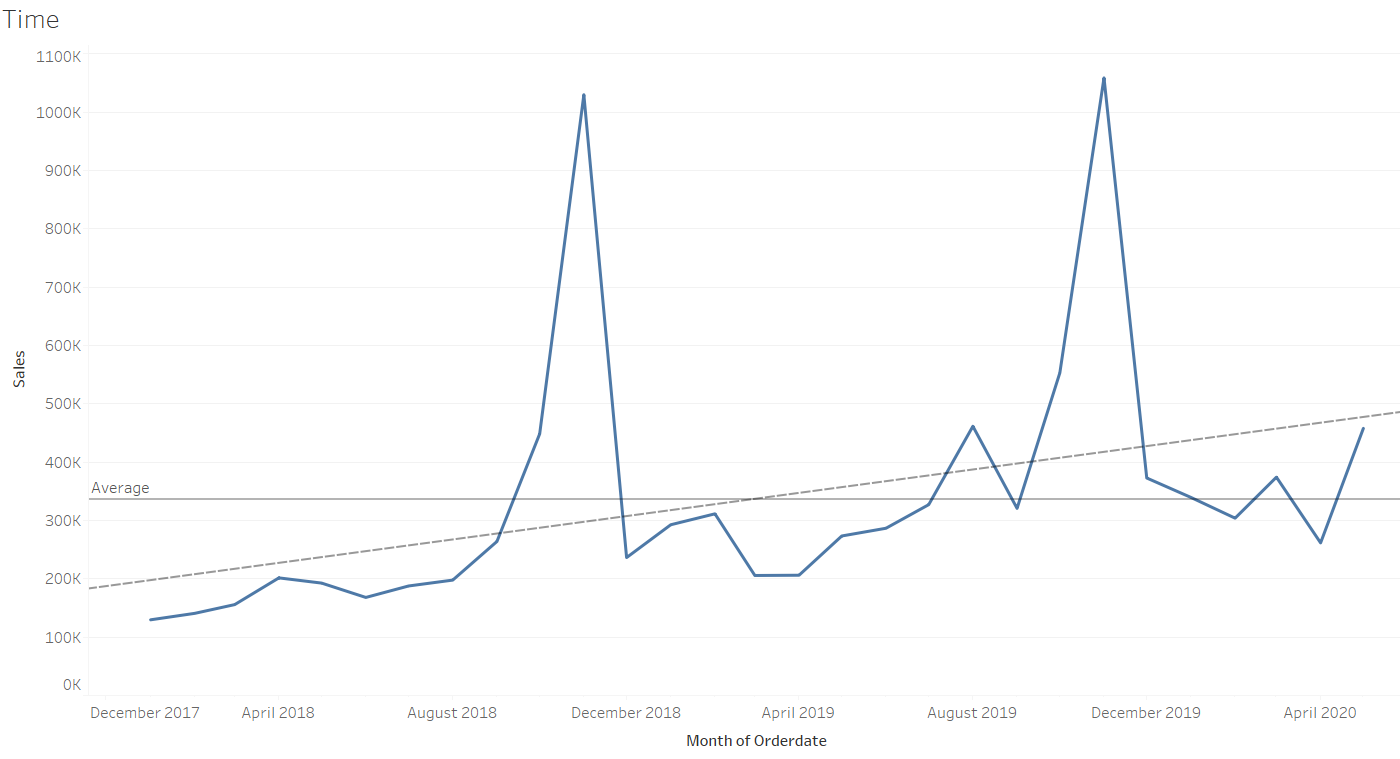 Time
1100K
1000K
900K
800K
700K
600K
500K
400K
300K
200K
100K
0K
Sales
Average
December 2017 April 2018 August 2018 December 2018 April 2019 August 2019 December 2019 April 2020
Month of Orderdate